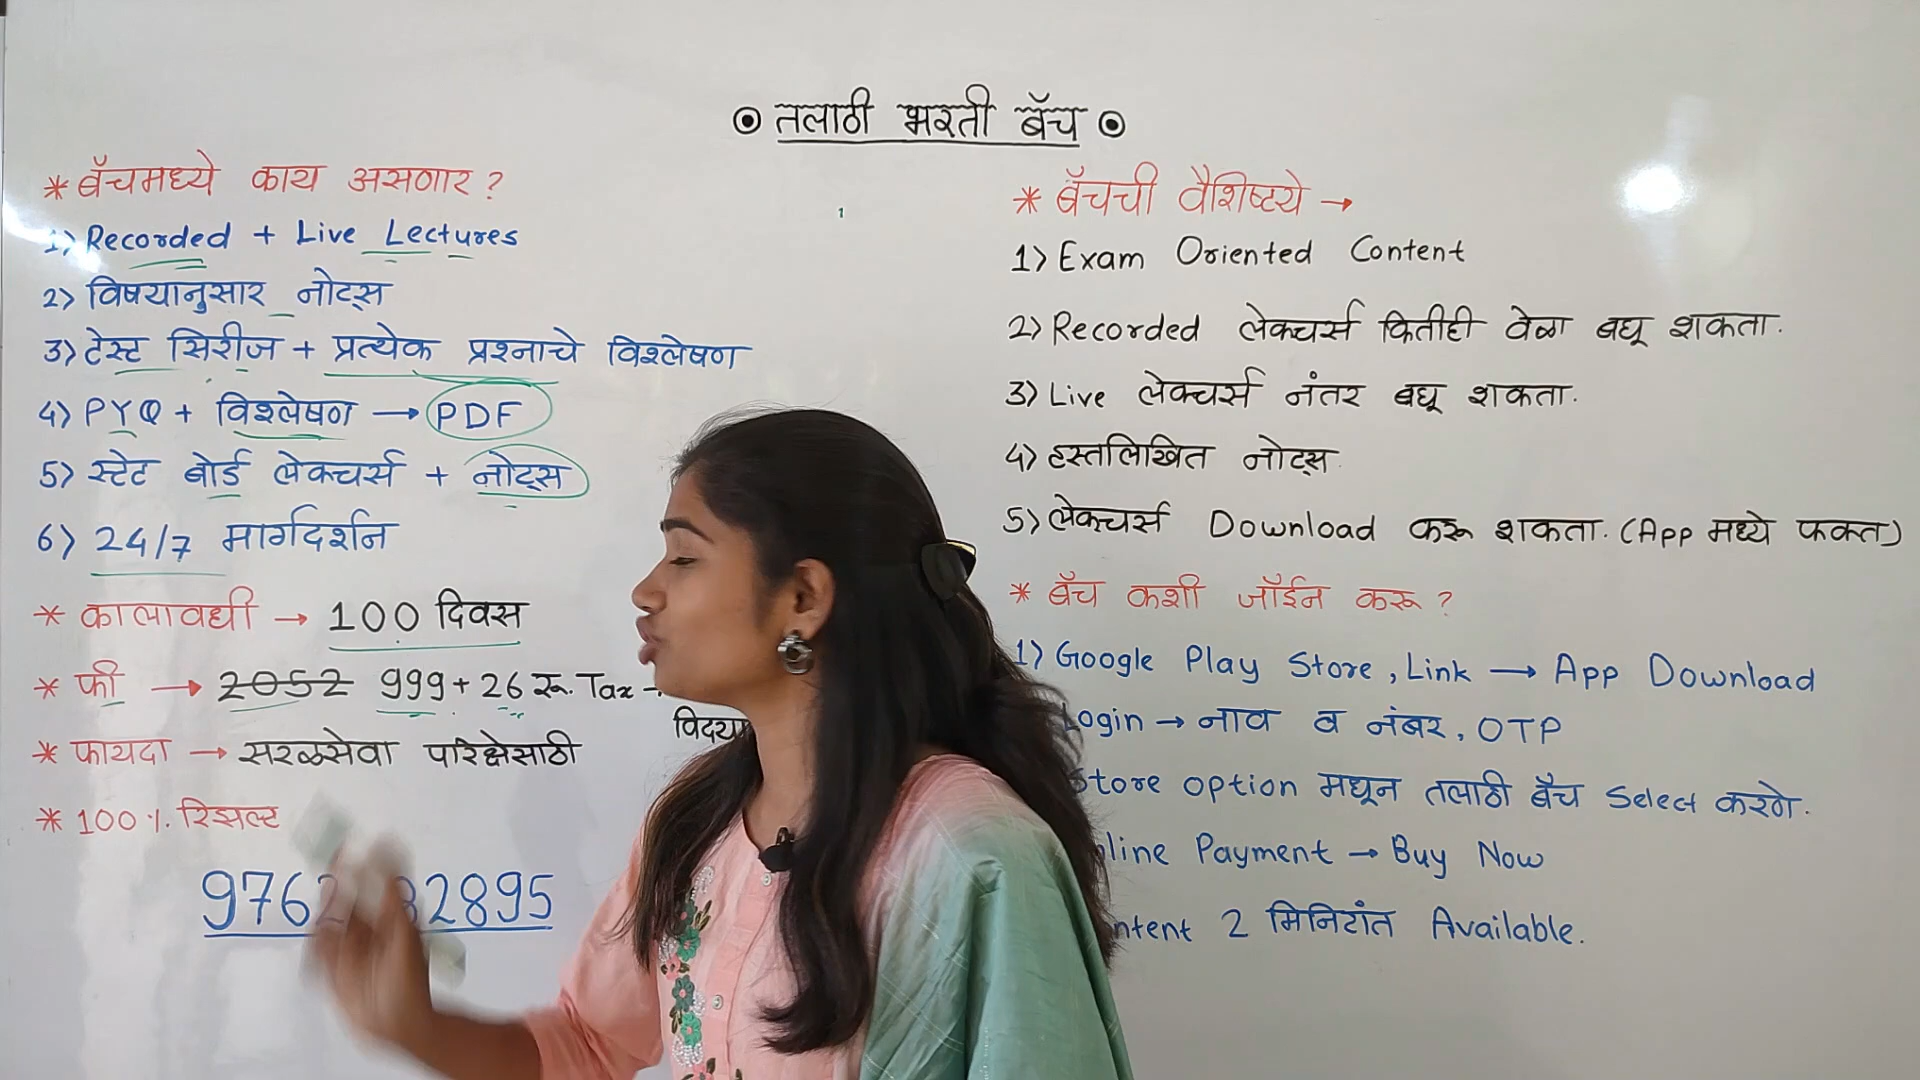 ⊙ तलाठी भरती बॅच ⊙
* बॅचमध्ये काय असणार ?
1) Recorded + Live Lectures
2) विषयानुसार नोट्स
3) टेस्ट सिरीज + प्रत्येक प्रश्नाचे विश्लेषण
4) PYQ + विश्लेषण → PDF
5) स्टेट बोर्ड लेक्चर्स + नोट्स
6) 24/7 मार्गदर्शन
* कालावधी → 100 दिवस
* फी → 2052 999 + 26 रू. Tax
* फायदा → सरळसेवा परिक्षेसाठी
* 100 % रिझल्ट
* बॅचची वैशिष्टये →
1) Exam Oriented Content
2) Recorded लेक्चर्स कितीही वेळा बघू शकता.
3) Live लेक्चर्स नंतर बघू शकता.
4) हस्तलिखित नोट्स.
5) लेक्चर्स Download करू शकता. (App मध्ये फक्त)
* बॅच कशी जॉईन करू ?
1) Google Play Store, Link → App Download
Login → नाव व नंबर, OTP
Store option मधून तलाठी बॅच Select करणे.
Payment → Buy Now
2 मिनिटांत Available.